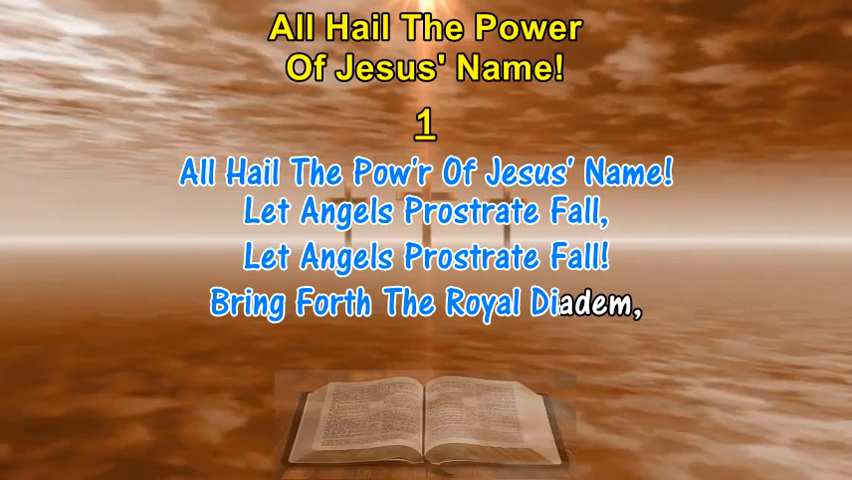 All Hail The Power
Of Jesus' Name!
1
All Hail The Pow'r Of Jesus' Name!
Let Angels Prostrate Fall,
Let Angels Prostrate Fall!
Bring Forth The Royal Diadem,